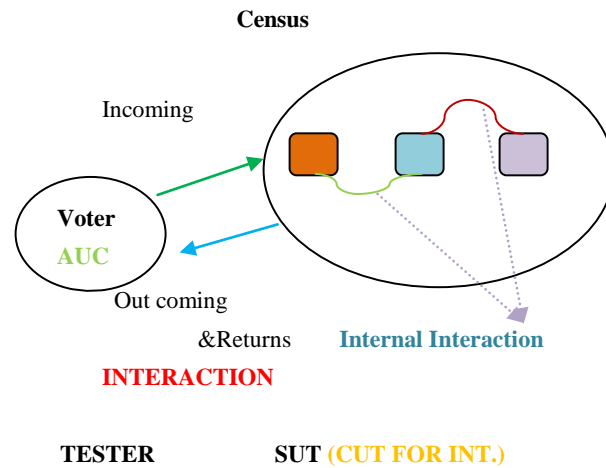 Census
Incoming
Voter
AUC
Out coming
&Returns
Internal Interaction
INTERACTION
TESTER
SUT (CUT FOR INT.)